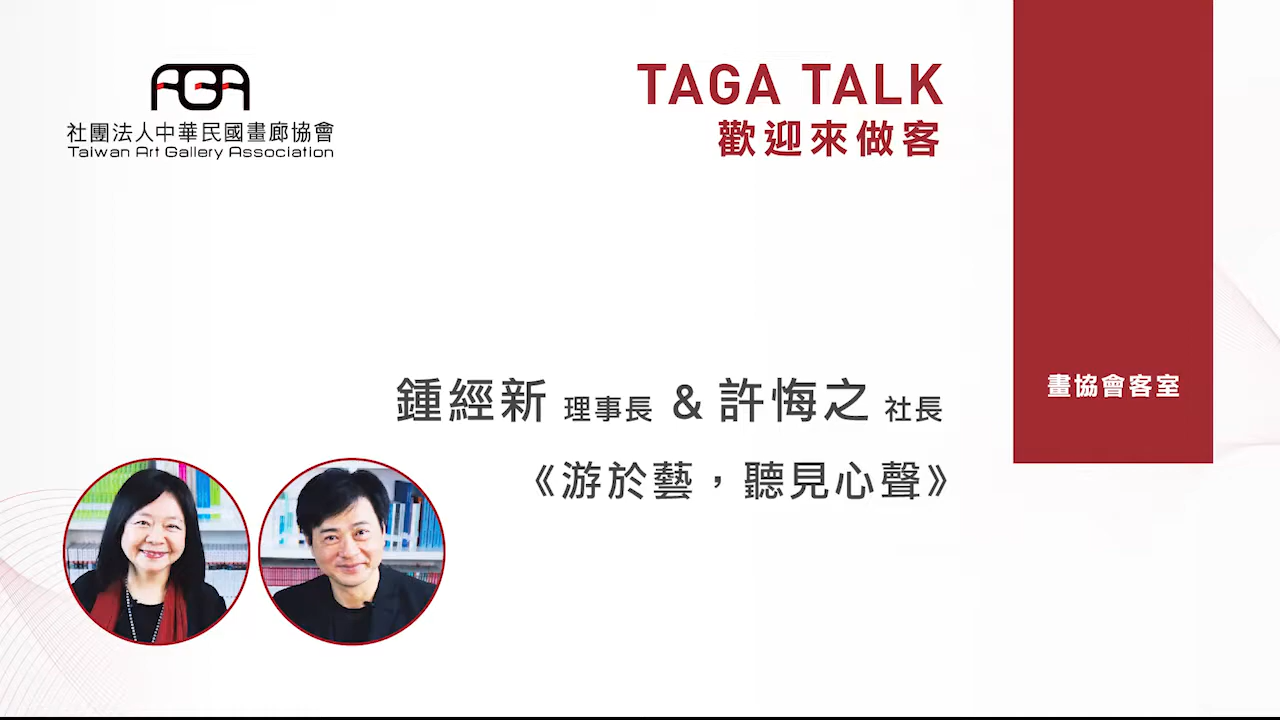 AGA
社團法人中華民國畫廊協會
Taiwan Art Gallery Association
TAGA TALK
歡迎來做客
畫協會客室
鍾經新 理事長 & 許悔之 社長
《游於藝，聽見心聲》